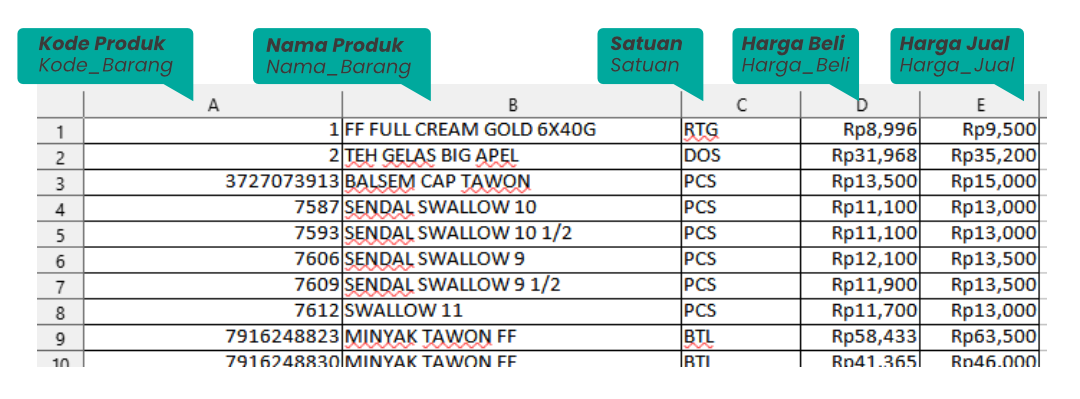 Kode Produk Nama Produk Satuan Harga Beli Harga Jual
Kode_Barang Nama_Barang Satuan Harga_Beli Harga_Jual
A B C D E
1 1 FF FULL CREAM GOLD 6X40G RTG Rp8,996 Rp9,500
2 2 TEH GELAS BIG APEL DOS Rp31,968 Rp35,200
3 3727073913 BALSEM CAP TAWON PCS Rp13,500 Rp15,000
4 7587 SENDAL SWALLOW 10 PCS Rp11,100 Rp13,000
5 7593 SENDAL SWALLOW 10 1/2 PCS Rp11,100 Rp13,000
6 7606 SENDAL SWALLOW 9 PCS Rp12,100 Rp13,500
7 7609 SENDAL SWALLOW 9 1/2 PCS Rp11,900 Rp13,500
8 7612 SWALLOW 11 PCS Rp11,700 Rp13,000
9 7916248823 MINYAK TAWON FF BTL Rp58,433 Rp63,500
10 7916248830 MINYAK TAWON FF BTL Rp41,365 Rp46,000